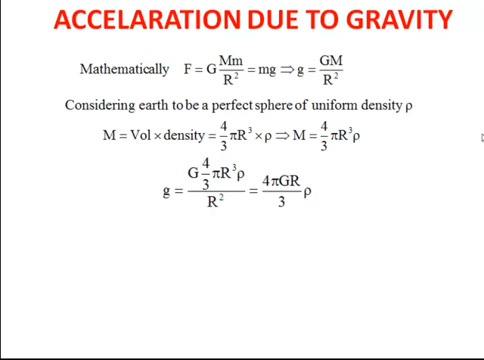 ACCELARATION DUE TO GRAVITY
Mathematically F = G Mm/R² = mg ⇒ g = GM/R²
Considering earth to be a perfect sphere of uniform density ρ
M = Vol × density = 4/3 πR³ × ρ ⇒ M = 4/3 πR³ρ
g = (G 4/3 πR³ρ)/R² = 4πGR/3 ρ